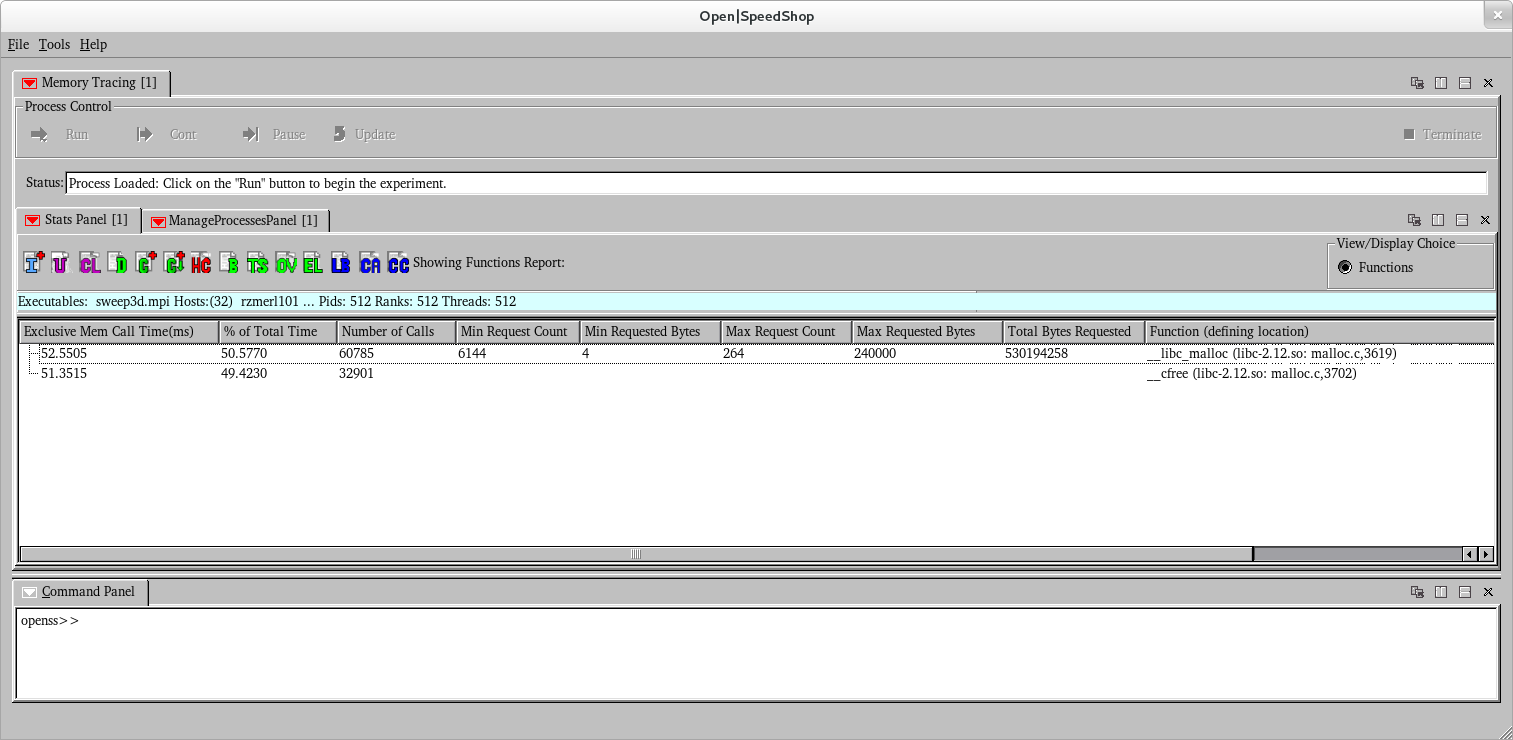 Open|SpeedShop
File Tools Help
Memory Tracing [1]
Process Control
Run Cont Pause Update Terminate
Status: Process Loaded: Click on the "Run" button to begin the experiment.
Stats Panel [1] ManageProcessesPanel [1]
View/Display Choice
I U CL D C C HC B TS OV EL LB CA CC Showing Functions Report: Functions
Executables: sweep3d.mpi Hosts:(32) rzmerl101 ... Pids: 512 Ranks: 512 Threads: 512
Exclusive Mem Call Time(ms) % of Total Time Number of Calls Min Request Count Min Requested Bytes Max Request Count Max Requested Bytes Total Bytes Requested Function (defining location)
52.5505 50.5770 60785 6144 4 264 240000 530194258 __libc_malloc (libc-2.12.so: malloc.c,3619)
51.3515 49.4230 32901 __cfree (libc-2.12.so: malloc.c,3702)
Command Panel
openss>>